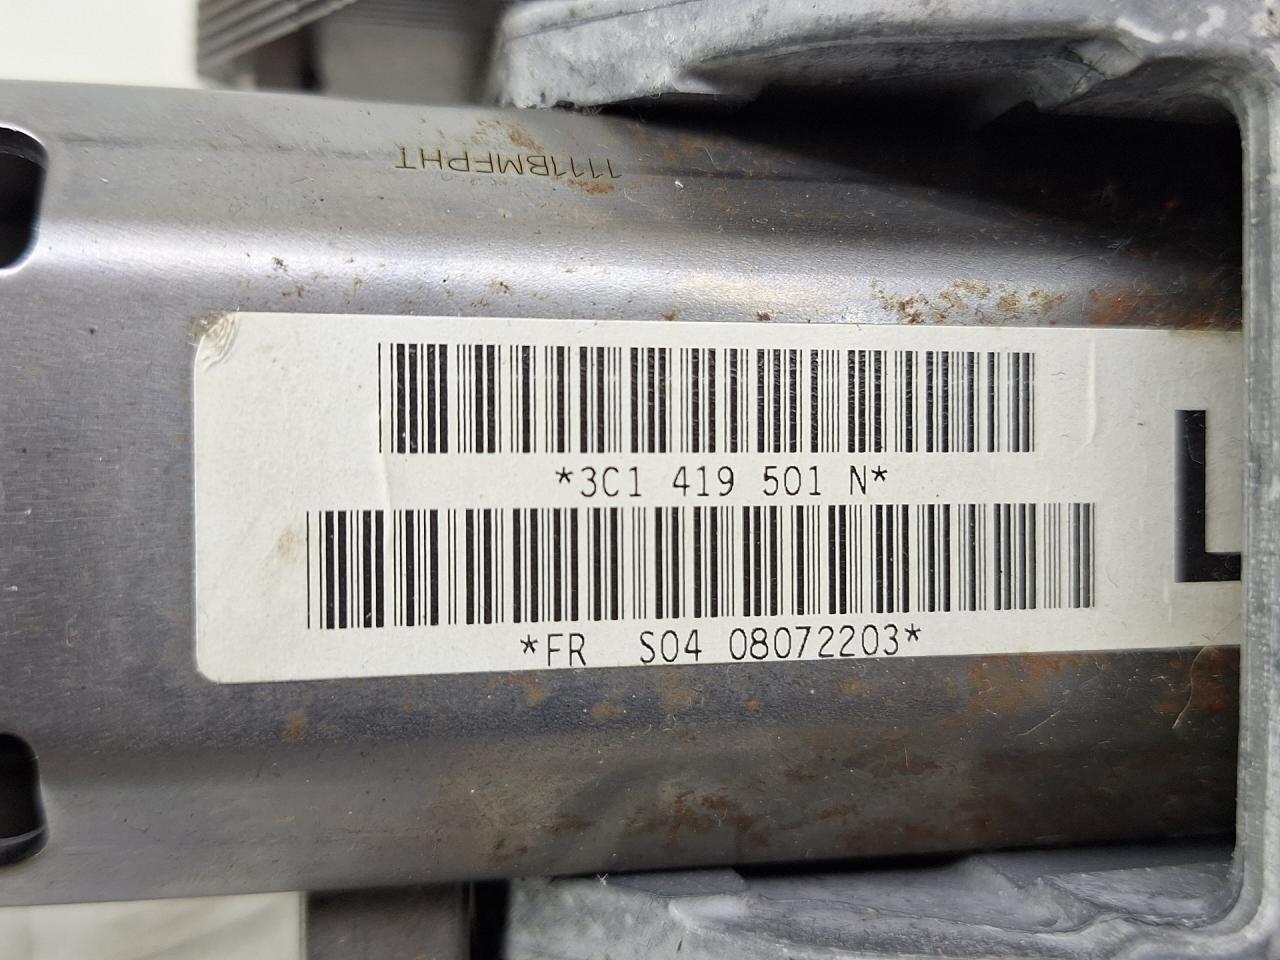 1111BMFPHT
*3C1 419 501 N*
*FR S04 08072203*
L